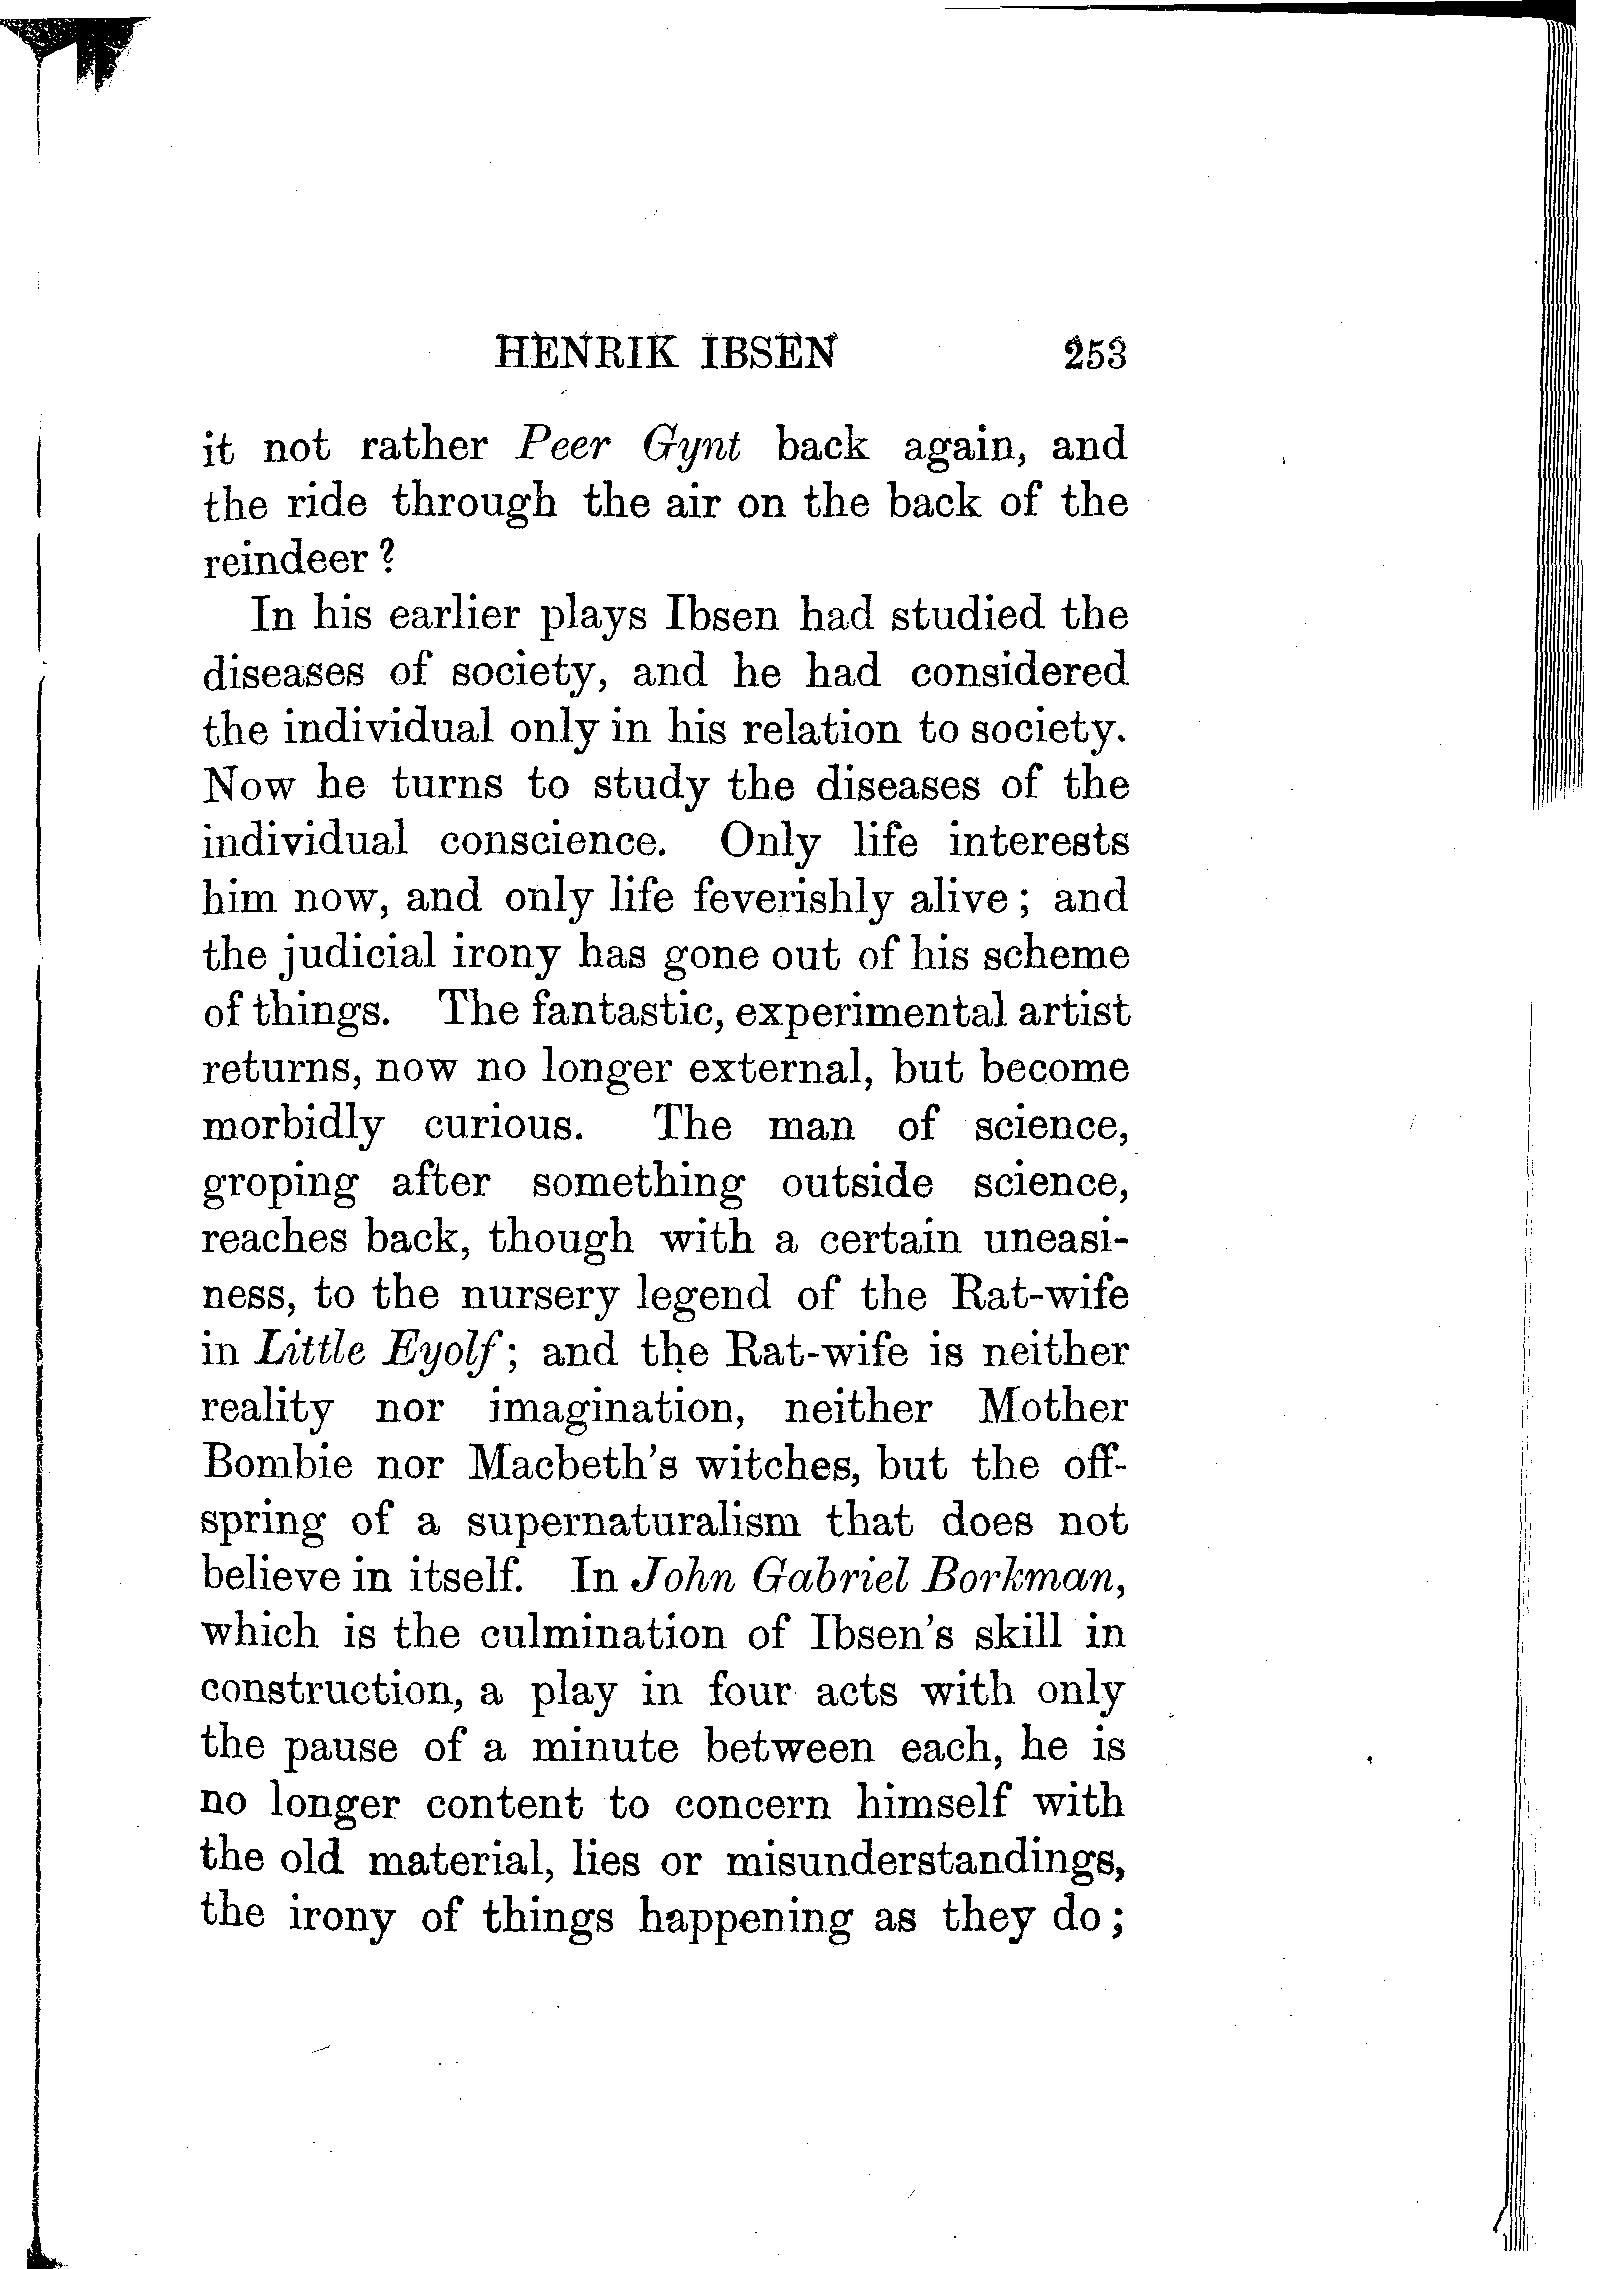 HENRIK IBSEN 253
it not rather Peer Gynt back again, and
the ride through the air on the back of the
reindeer?
In his earlier plays Ibsen had studied the
diseases of society, and he had considered
the individual only in his relation to society.
Now he turns to study the diseases of the
individual conscience. Only life interests
him now, and only life feverishly alive; and
the judicial irony has gone out of his scheme
of things. The fantastic, experimental artist
returns, now no longer external, but become
morbidly curious. The man of science,
groping after something outside science,
reaches back, though with a certain uneasi-
ness, to the nursery legend of the Rat-wife
in Little Eyolf; and the Rat-wife is neither
reality nor imagination, neither Mother
Bombie nor Macbeth's witches, but the off-
spring of a supernaturalism that does not
believe in itself. In John Gabriel Borkman,
which is the culmination of Ibsen's skill in
construction, a play in four acts with only
the pause of a minute between each, he is
no longer content to concern himself with
the old material, lies or misunderstandings,
the irony of things happening as they do;